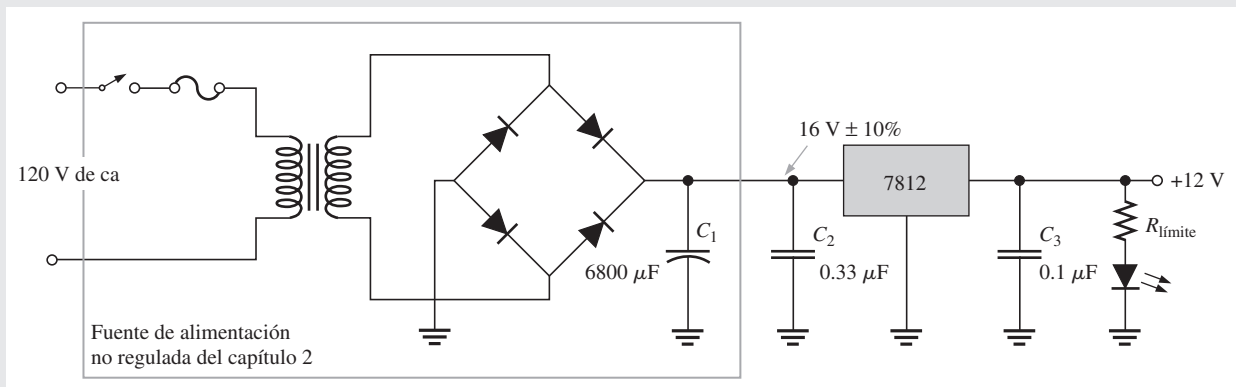 120 V de ca
Fuente de alimentación
no regulada del capítulo 2
C1
6800 μF
16 V ± 10%
C2
0.33 μF
7812
C3
0.1 μF
+12 V
Rlímite